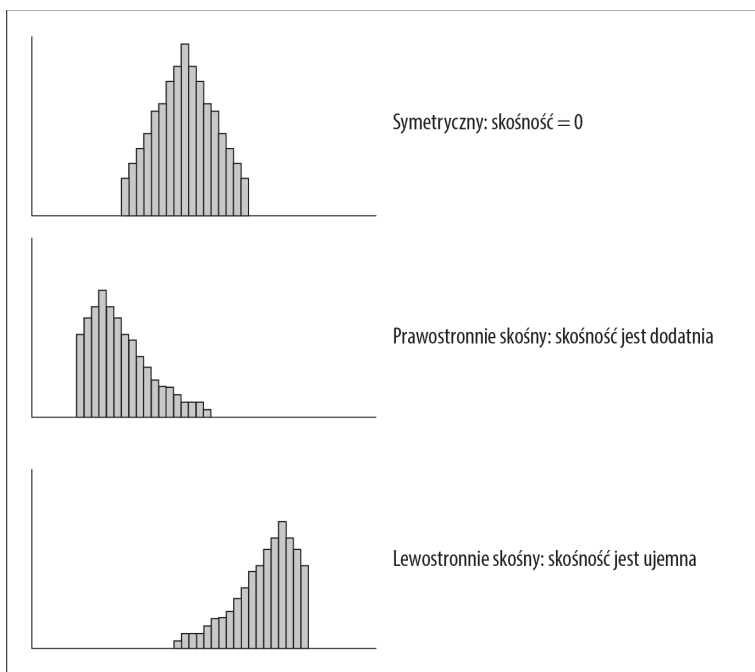 Symetryczny: skośność = 0
Prawostronnie skośny: skośność jest dodatnia
Lewostronnie skośny: skośność jest ujemna